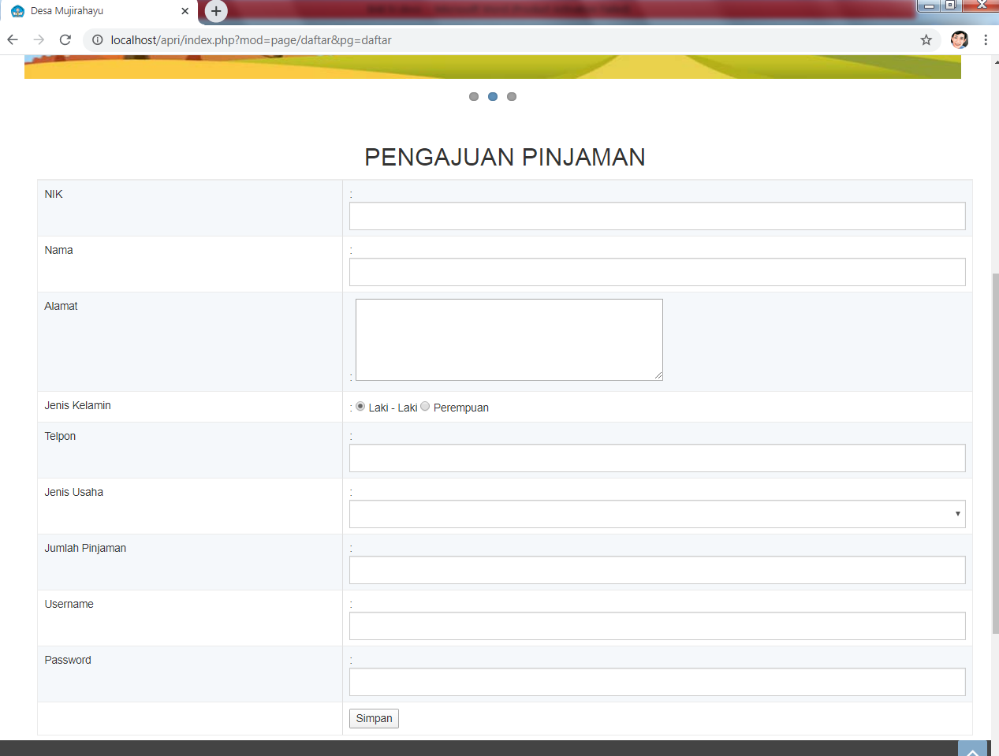 Desa Mujirahayu
localhost/apri/index.php?mod=page/daftar&pg=daftar
PENGAJUAN PINJAMAN
NIK :
Nama :
Alamat :
Jenis Kelamin : Laki - Laki Perempuan
Telpon :
Jenis Usaha :
Jumlah Pinjaman :
Username :
Password :
Simpan